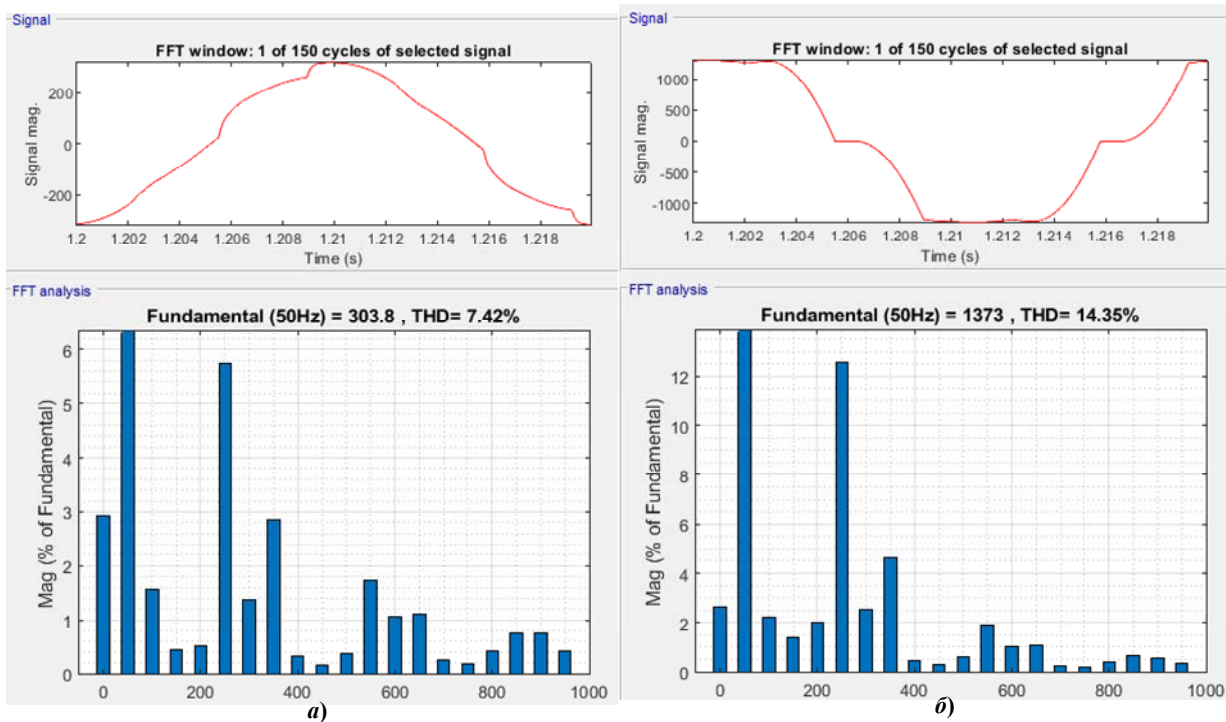 Signal
FFT window: 1 of 150 cycles of selected signal
200
0
-200
Signal mag.
1.2 1.202 1.204 1.206 1.208 1.21 1.212 1.214 1.216 1.218
Time (s)
FFT analysis
Fundamental (50Hz) = 303.8 , THD= 7.42%
6
5
4
3
2
1
0
Mag (% of Fundamental)
0 200 400 600 800 1000
а)
Signal
FFT window: 1 of 150 cycles of selected signal
1000
500
0
-500
-1000
Signal mag.
1.2 1.202 1.204 1.206 1.208 1.21 1.212 1.214 1.216 1.218
Time (s)
FFT analysis
Fundamental (50Hz) = 1373 , THD= 14.35%
12
10
8
6
4
2
0
Mag (% of Fundamental)
0 200 400 600 800 1000
б)